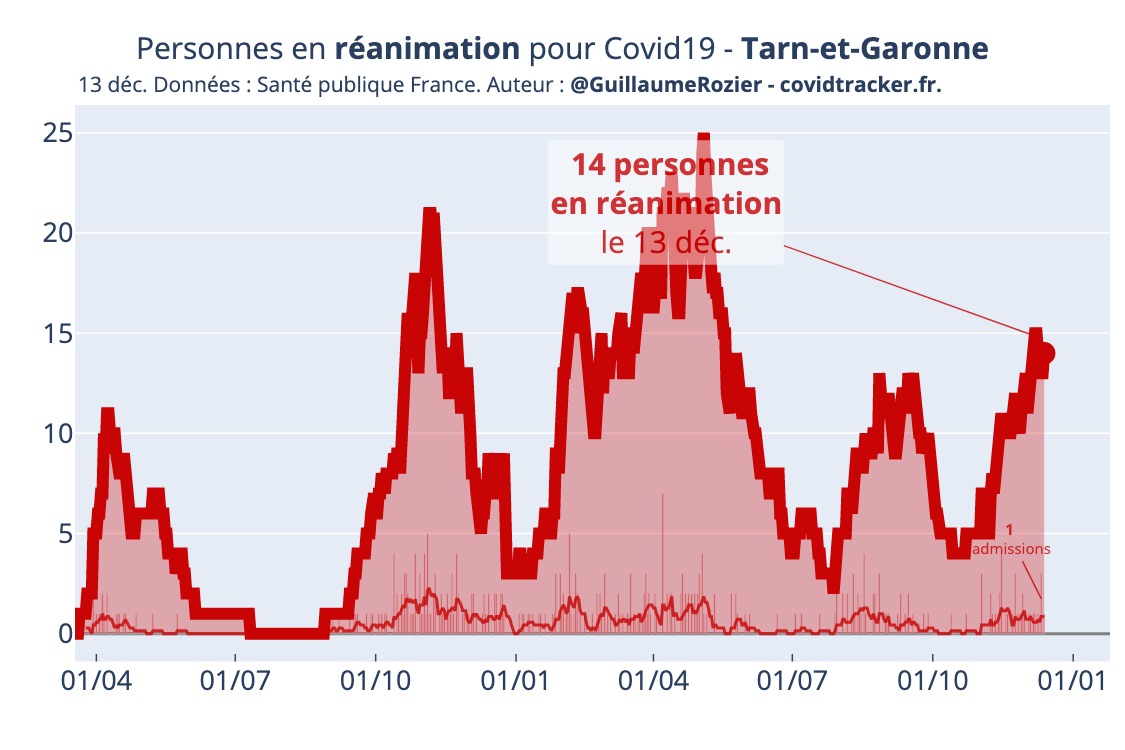 Personnes en réanimation pour Covid19 - Tarn-et-Garonne
13 déc. Données : Santé publique France. Auteur : @GuillaumeRozier - covidtracker.fr.
25
20
15
10
5
0
14 personnes
en réanimation
le 13 déc.
1
admissions
01/04
01/07
01/10
01/01
01/04
01/07
01/10
01/01